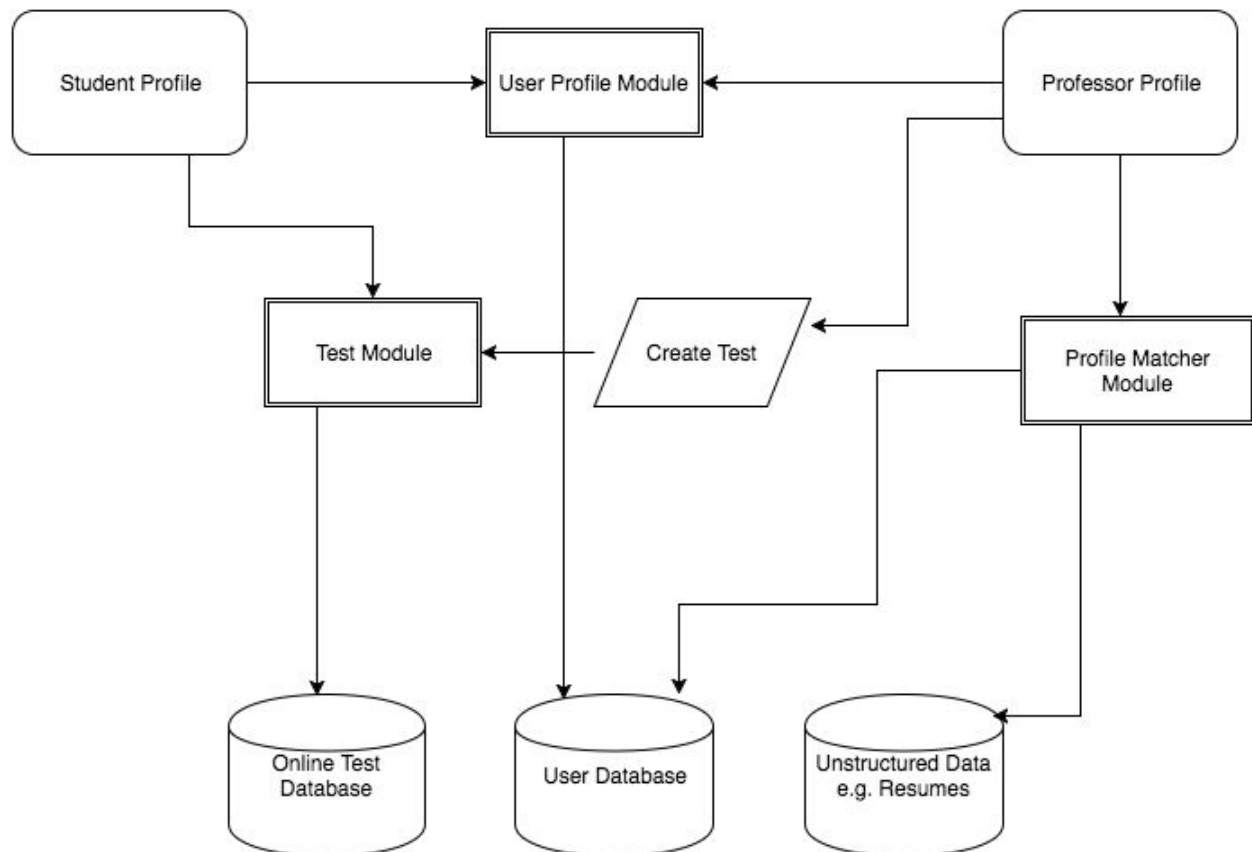 Student Profile
User Profile Module
Professor Profile
Test Module
Create Test
Profile Matcher
Module
Online Test
Database
User Database
Unstructured Data
e.g. Resumes